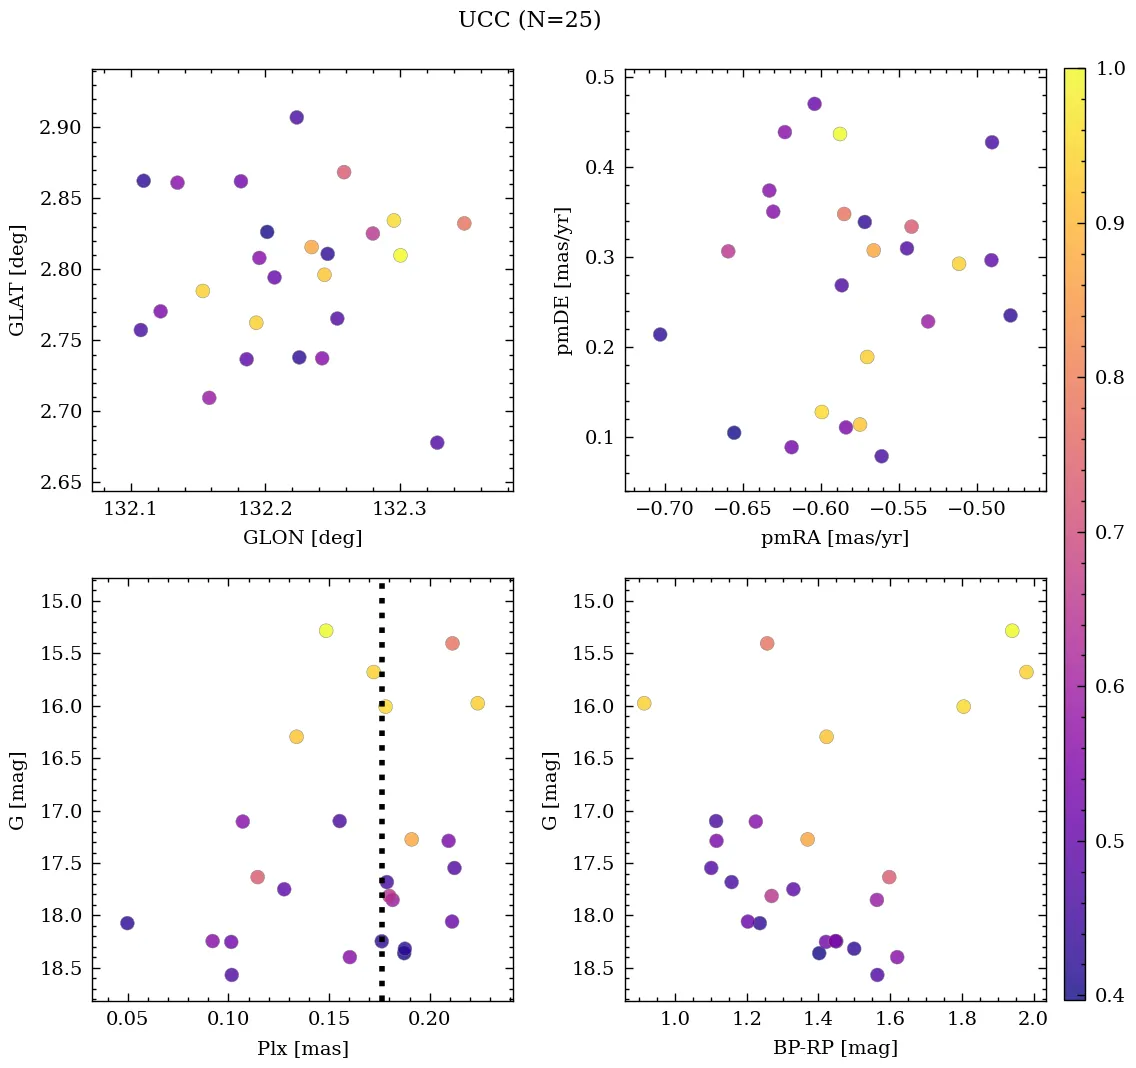 UCC (N=25)
2.90
2.85
2.80
2.75
2.70
2.65
GLAT [deg]
132.1 132.2 132.3
GLON [deg]
0.5
0.4
0.3
0.2
0.1
pmDE [mas/yr]
−0.70 −0.65 −0.60 −0.55 −0.50
pmRA [mas/yr]
1.0
0.9
0.8
0.7
0.6
0.5
0.4
15.0
15.5
16.0
16.5
17.0
17.5
18.0
18.5
G [mag]
0.05 0.10 0.15 0.20
Plx [mas]
15.0
15.5
16.0
16.5
17.0
17.5
18.0
18.5
G [mag]
1.0 1.2 1.4 1.6 1.8 2.0
BP-RP [mag]